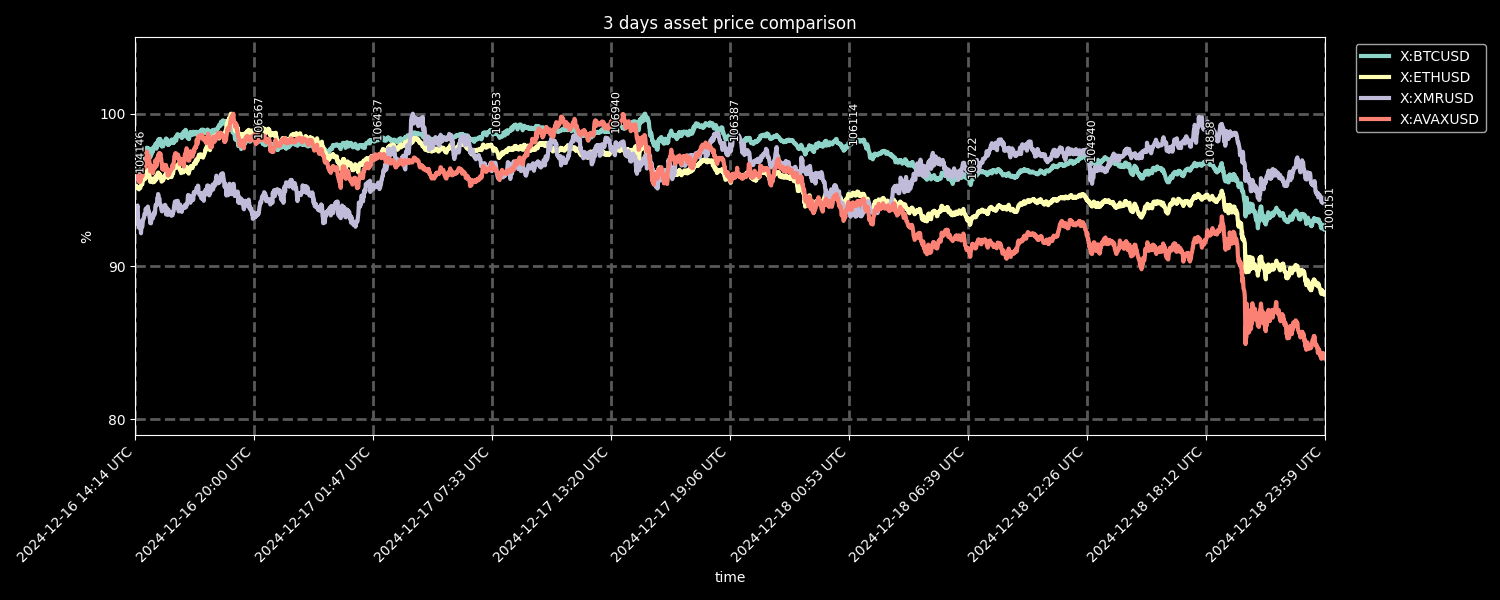 3 days asset price comparison
X:BTCUSD
X:ETHUSD
X:XMRUSD
X:AVAXUSD
100
90
80
%
104146
106567
106437
106953
106940
106387
106114
103722
104940
104858
100151
2024-12-16 14:14 UTC
2024-12-16 20:00 UTC
2024-12-17 01:47 UTC
2024-12-17 07:33 UTC
2024-12-17 13:20 UTC
2024-12-17 19:06 UTC
2024-12-18 00:53 UTC
2024-12-18 06:39 UTC
2024-12-18 12:26 UTC
2024-12-18 18:12 UTC
2024-12-18 23:59 UTC
time